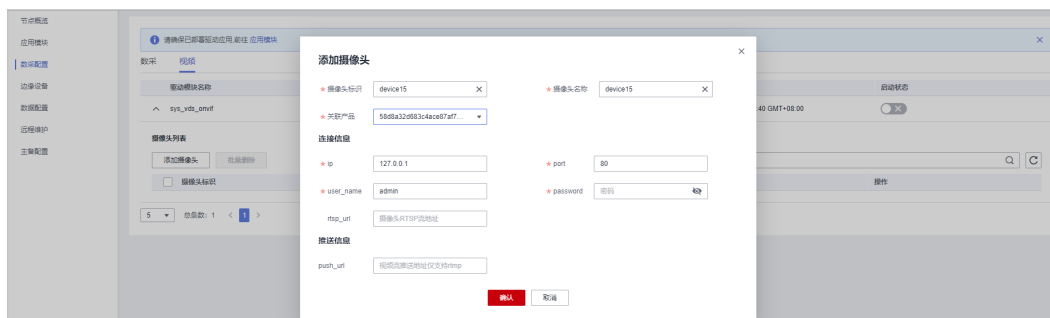 节点概览
应用模块
数采配置
边缘设备
数据配置
远程维护
主备配置
请确保已部署驱动应用,前往 应用模块
数采 视频
驱动模块名称 启动状态
sys_vds_onvif :40 GMT+08:00
摄像头列表
添加摄像头 批量删除
摄像头标识 操作
5 总条数: 1 < 1 >
添加摄像头
* 摄像头标识 device15 * 摄像头名称 device15
* 关联产品 58d8a32d683c4ace87af7...
连接信息
* ip 127.0.0.1 * port 80
* user_name admin * password 密码
rtsp_url 摄像头RTSP流地址
推送信息
push_url 视频流推送地址仅支持rtmp
确认 取消